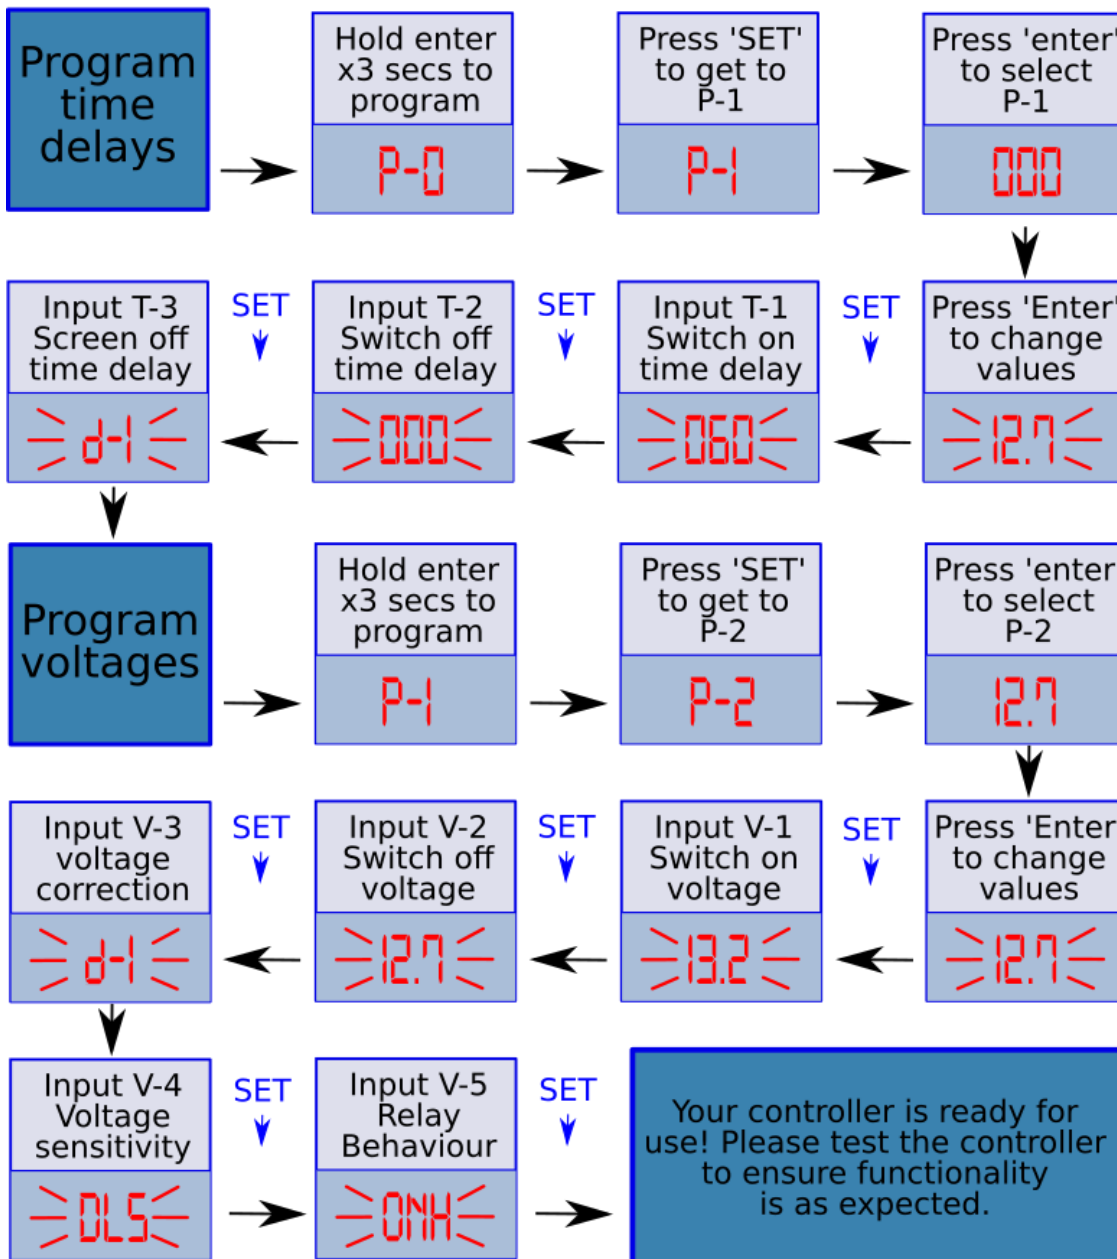 Program
time
delays
Hold enter
x3 secs to
program
P-0
Press 'SET'
to get to
P-1
P-1
Press 'enter'
to select
P-1
000
Press 'Enter'
to change
values
12.7
SET
Input T-1
Switch on
time delay
060
SET
Input T-2
Switch off
time delay
000
SET
Input T-3
Screen off
time delay
d-1
Program
voltages
Hold enter
x3 secs to
program
P-1
Press 'SET'
to get to
P-2
P-2
Press 'enter
to select
P-2
12.7
Press 'Enter
to change
values
12.7
SET
Input V-1
Switch on
voltage
13.2
SET
Input V-2
Switch off
voltage
12.7
SET
Input V-3
voltage
correction
d-1
Input V-4
Voltage
sensitivity
DLS
SET
Input V-5
Relay
Behaviour
ONH
SET
Your controller is ready for
use! Please test the controller
to ensure functionality
is as expected.